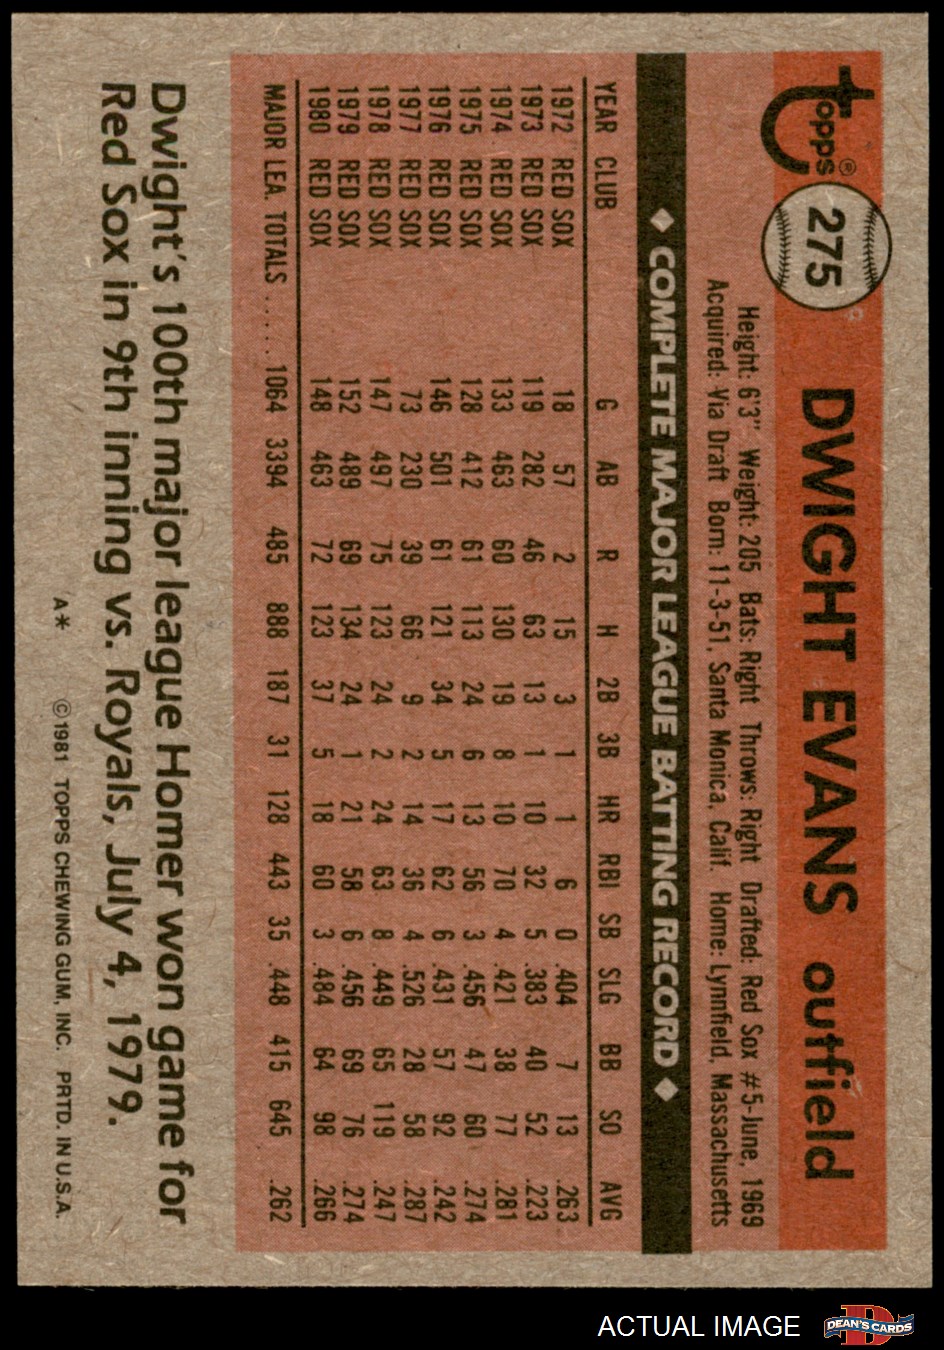 topps®
275
DWIGHT EVANS outfield
Height: 6'3" Weight: 205 Bats: Right Throws: Right Drafted: Red Sox #5-June, 1969
Acquired: Via Draft Born: 11-3-51, Santa Monica, Calif. Home: Lynnfield, Massachusetts
◆ COMPLETE MAJOR LEAGUE BATTING RECORD ◆
YEAR CLUB G AB R H 2B 3B HR RBI SB SLG BB SO AVG
1972 RED SOX 18 57 2 15 3 1 1 6 0 .404 7 13 .263
1973 RED SOX 119 282 46 63 13 1 10 32 5 .383 40 52 .223
1974 RED SOX 133 463 60 130 19 8 10 70 4 .421 38 77 .281
1975 RED SOX 128 412 61 113 24 6 13 56 3 .456 47 60 .274
1976 RED SOX 146 501 61 121 34 5 17 62 6 .431 57 92 .242
1977 RED SOX 73 230 39 66 9 2 14 36 4 .526 28 58 .287
1978 RED SOX 147 497 75 123 24 2 24 63 8 .449 65 119 .247
1979 RED SOX 152 489 69 134 24 1 21 58 6 .456 69 76 .274
1980 RED SOX 148 463 72 123 37 5 18 60 3 .484 64 98 .266
MAJOR LEA. TOTALS ...... 1064 3394 485 888 187 31 128 443 35 .448 415 645 .262
Dwight's 100th major league Homer won game for
Red Sox in 9th inning vs. Royals, July 4, 1979.
A* ©1981 TOPPS CHEWING GUM, INC. PRTD. IN U.S.A.
ACTUAL IMAGE DEAN'S CARDS